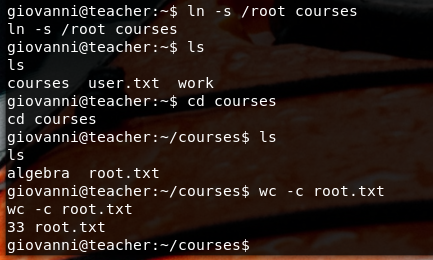 giovanni@teacher:~$ ln -s /root courses
ln -s /root courses
giovanni@teacher:~$ ls
ls
courses  user.txt  work
giovanni@teacher:~$ cd courses
cd courses
giovanni@teacher:~/courses$ ls
ls
algebra  root.txt
giovanni@teacher:~/courses$ wc -c root.txt
wc -c root.txt
33 root.txt
giovanni@teacher:~/courses$